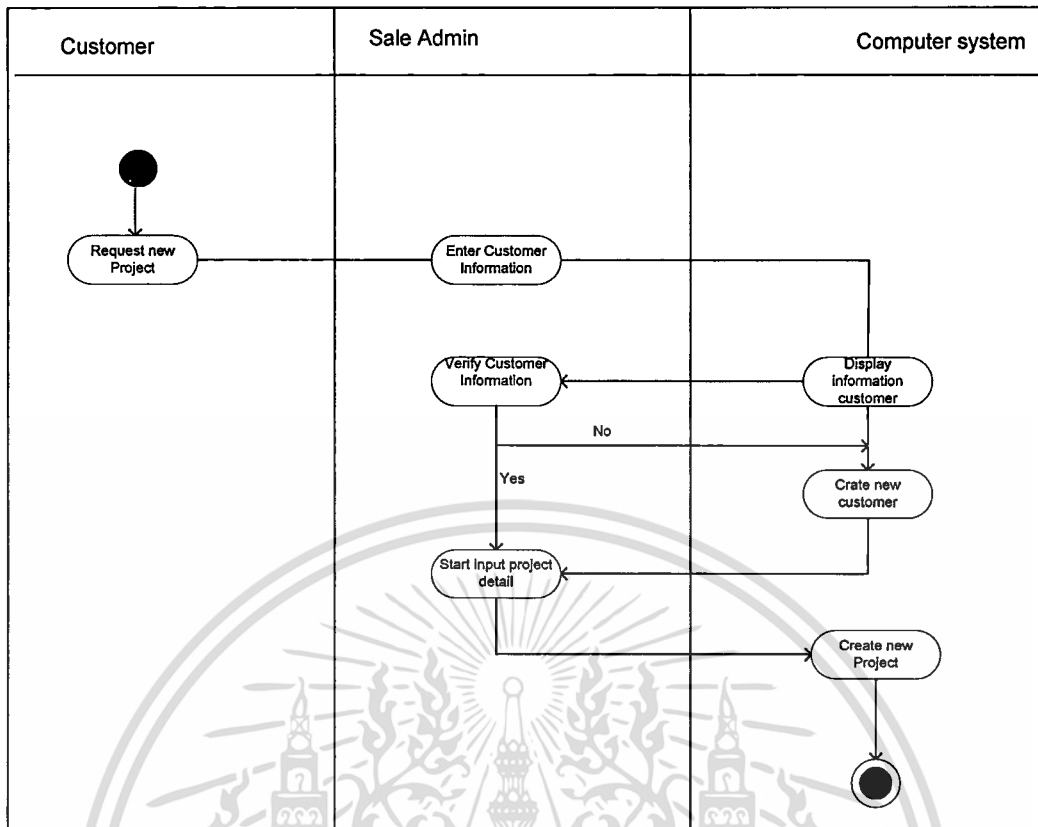 Customer
Sale Admin
Computer system
Request new
Project
Enter Customer
Information
Verify Customer
Information
Display
information
customer
No
Yes
Crate new
customer
Start input project
detail
Create new
Project